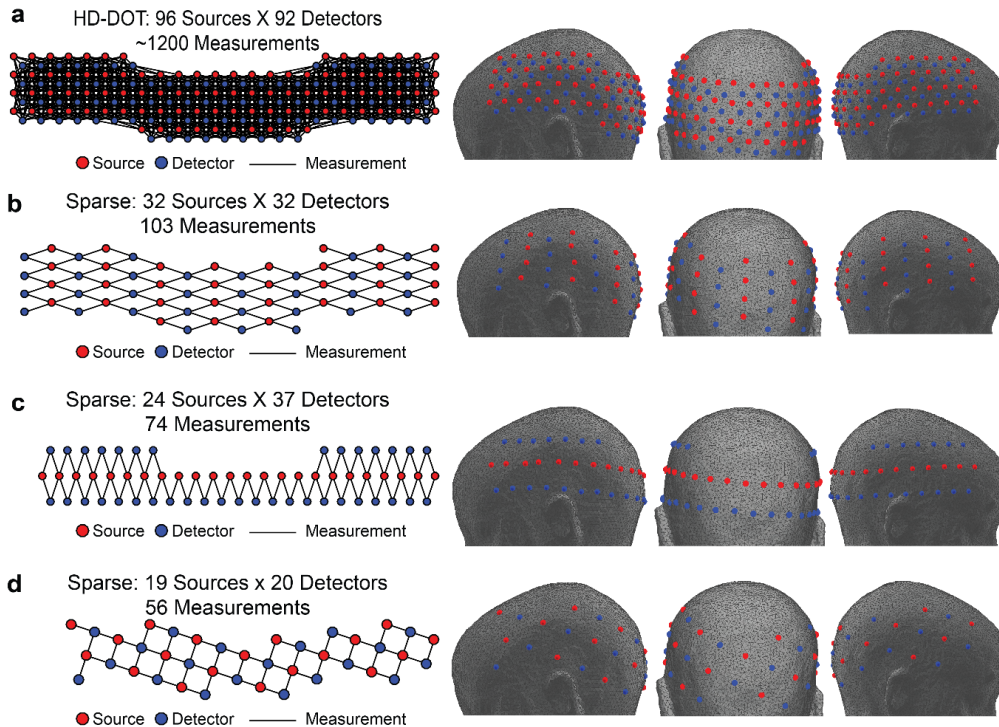 a
HD-DOT: 96 Sources X 92 Detectors
~1200 Measurements
Source Detector Measurement
b
Sparse: 32 Sources X 32 Detectors
103 Measurements
Source Detector Measurement
c
Sparse: 24 Sources X 37 Detectors
74 Measurements
Source Detector Measurement
d
Sparse: 19 Sources x 20 Detectors
56 Measurements
Source Detector Measurement